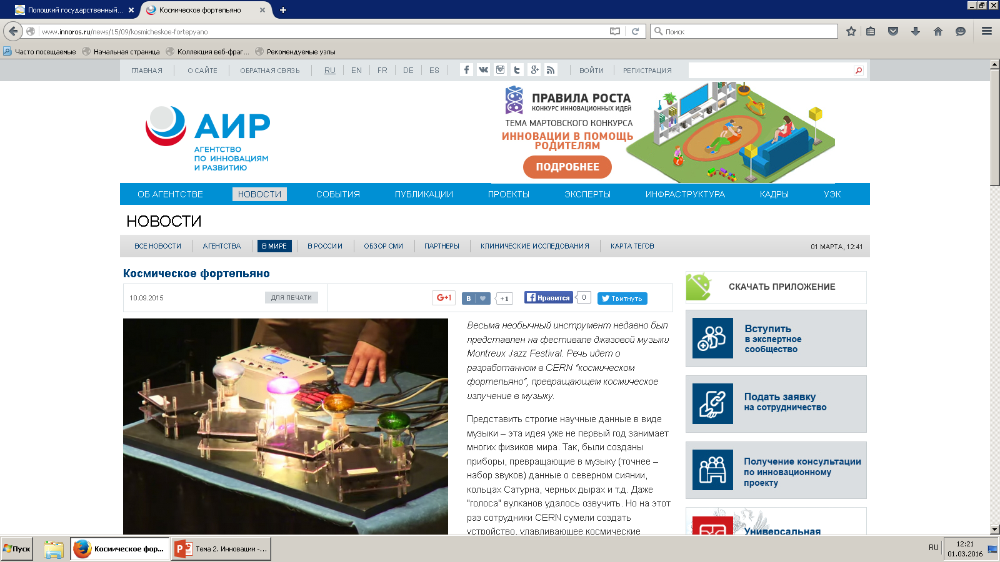 Полоцкий государственный...
Космическое фортепьяно
www.innoros.ru/news/15/09/kosmicheskoe-fortepyano
Поиск
Часто посещаемые
Начальная страница
Коллекция веб-фраг...
Рекомендуемые узлы
ГЛАВНАЯ
О САЙТЕ
ОБРАТНАЯ СВЯЗЬ
RU
EN
FR
DE
ES
ВОЙТИ
РЕГИСТРАЦИЯ
АИР
АГЕНТСТВО
ПО ИННОВАЦИЯМ
И РАЗВИТИЮ
ПРАВИЛА РОСТА
КОНКУРС ИННОВАЦИОННЫХ ИДЕЙ
ТЕМА МАРТОВСКОГО КОНКУРСА
ИННОВАЦИИ В ПОМОЩЬ
РОДИТЕЛЯМ
ПОДРОБНЕЕ
ОБ АГЕНТСТВЕ
НОВОСТИ
СОБЫТИЯ
ПУБЛИКАЦИИ
ПРОЕКТЫ
ЭКСПЕРТЫ
ИНФРАСТРУКТУРА
КАДРЫ
УЭК
НОВОСТИ
ВСЕ НОВОСТИ
АГЕНТСТВА
В МИРЕ
В РОССИИ
ОБЗОР СМИ
ПАРТНЕРЫ
КЛИНИЧЕСКИЕ ИССЛЕДОВАНИЯ
КАРТА ТЕГОВ
01 МАРТА, 12:41
Космическое фортепьяно
10.09.2015
ДЛЯ ПЕЧАТИ
G+1
В
+1
Нравится
0
Твитнуть
Весьма необычный инструмент недавно был
представлен на фестивале джазовой музыки
Montreux Jazz Festival. Речь идет о
разработанном в CERN "космическом
фортепьяно", превращающем космическое
излучение в музыку.
Представить строгие научные данные в виде
музыки – эта идея уже не первый год занимает
многих физиков мира. Так, были созданы
приборы, превращающие в музыку (точнее –
набор звуков) данные о северном сиянии,
кольцах Сатурна, черных дырах и т.д. Даже
"голоса" вулканов удалось озвучить. Но на этот
раз сотрудники CERN сумели создать
устройство, улавливающее космические
СКАЧАТЬ ПРИЛОЖЕНИЕ
Вступить
в экспертное
сообщество
Подать заявку
на сотрудничество
Получение консультации
по инновационному
проекту
Универсальная
Пуск
Космическое фор...
Тема 2. Инновации -...
RU
12:21
01.03.2016